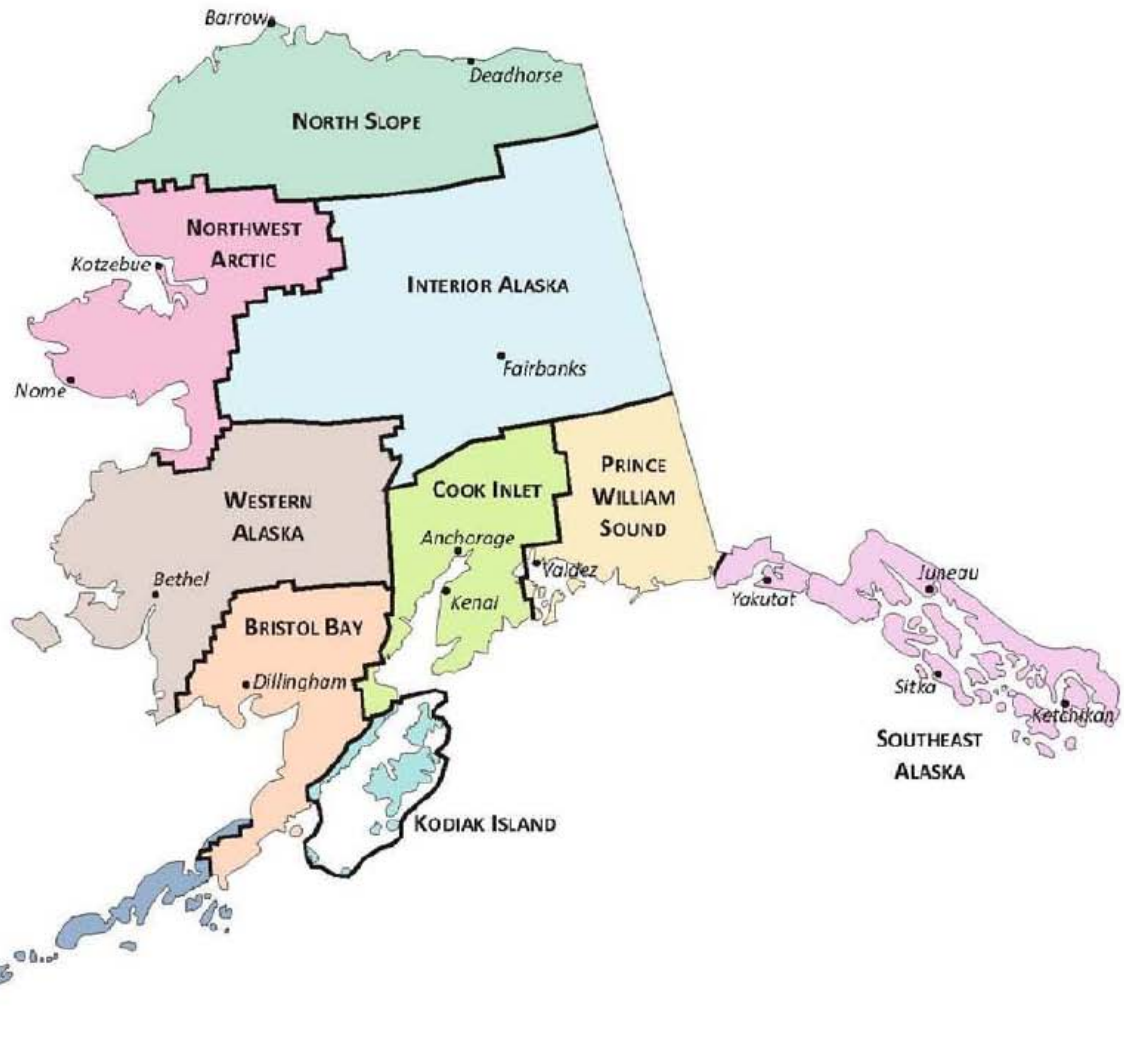 Barrow
Deadhorse
NORTH SLOPE
NORTHWEST
ARCTIC
Kotzebue
INTERIOR ALASKA
Fairbanks
Nome
PRINCE
WILLIAM
SOUND
COOK INLET
WESTERN
ALASKA
Anchorage
Valdez
Bethel
Kenai
Juneau
Yakutat
BRISTOL BAY
Dillingham
Sitka
Ketchikan
SOUTHEAST
ALASKA
KODIAK ISLAND